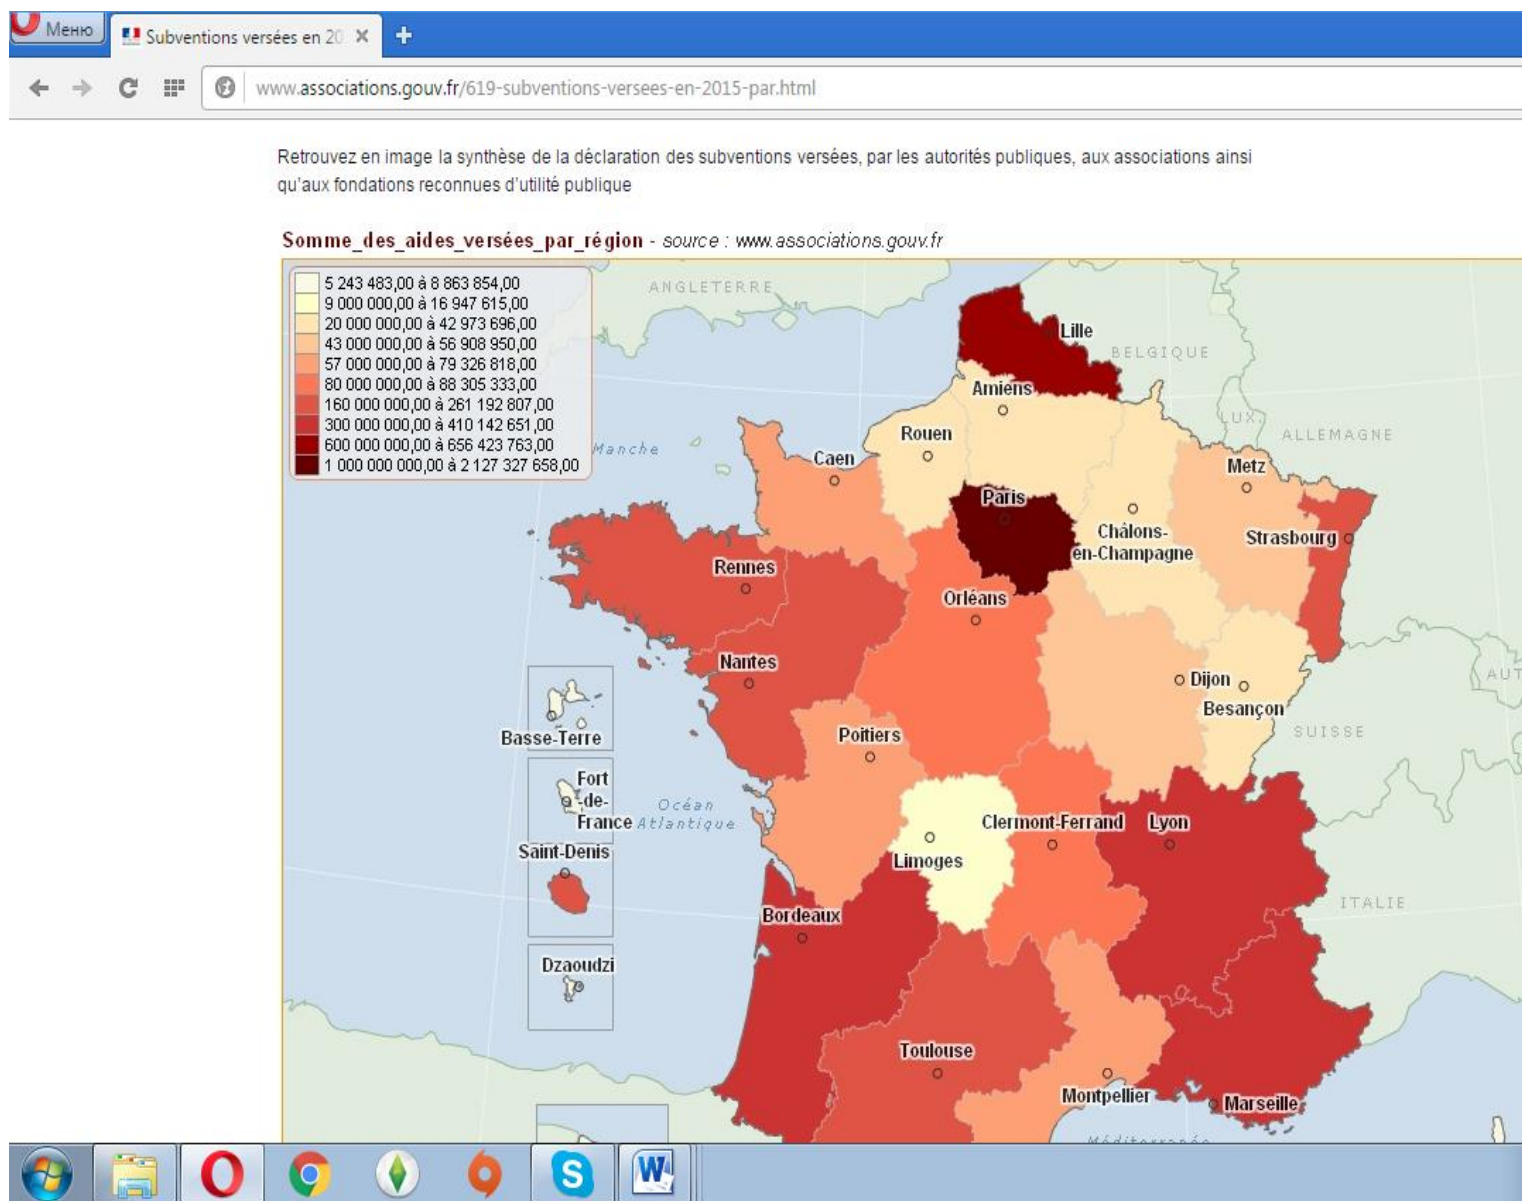 Меню
Subventions versées en 20
www.associations.gouv.fr/619-subventions-versees-en-2015-par.html
Retrouvez en image la synthèse de la déclaration des subventions versées, par les autorités publiques, aux associations ainsi
qu'aux fondations reconnues d'utilité publique
Somme_des_aides_versées_par_région - source : www.associations.gouv.fr
5 243 483,00 à 8 863 854,00
9 000 000,00 à 16 947 615,00
20 000 000,00 à 42 973 696,00
43 000 000,00 à 56 908 950,00
57 000 000,00 à 79 326 818,00
80 000 000,00 à 88 305 333,00
160 000 000,00 à 261 192 807,00
300 000 000,00 à 410 142 651,00
600 000 000,00 à 656 423 763,00
1 000 000 000,00 à 2 127 327 658,00
ANGLETERRE
Lille
BELGIQUE
Amiens
LUX.
ALLEMAGNE
Rouen
Manche
Caen
Metz
Paris
Châlons-
en-Champagne
Strasbourg
Rennes
Orléans
Nantes
Dijon
AUT
Besançon
SUISSE
Basse-Terre
Poitiers
Fort
-de-
France
Océan
Atlantique
Clermont-Ferrand
Lyon
Saint-Denis
Limoges
ITALIE
Bordeaux
Dzaoudzi
Toulouse
Montpellier
Marseille
Méditerranée